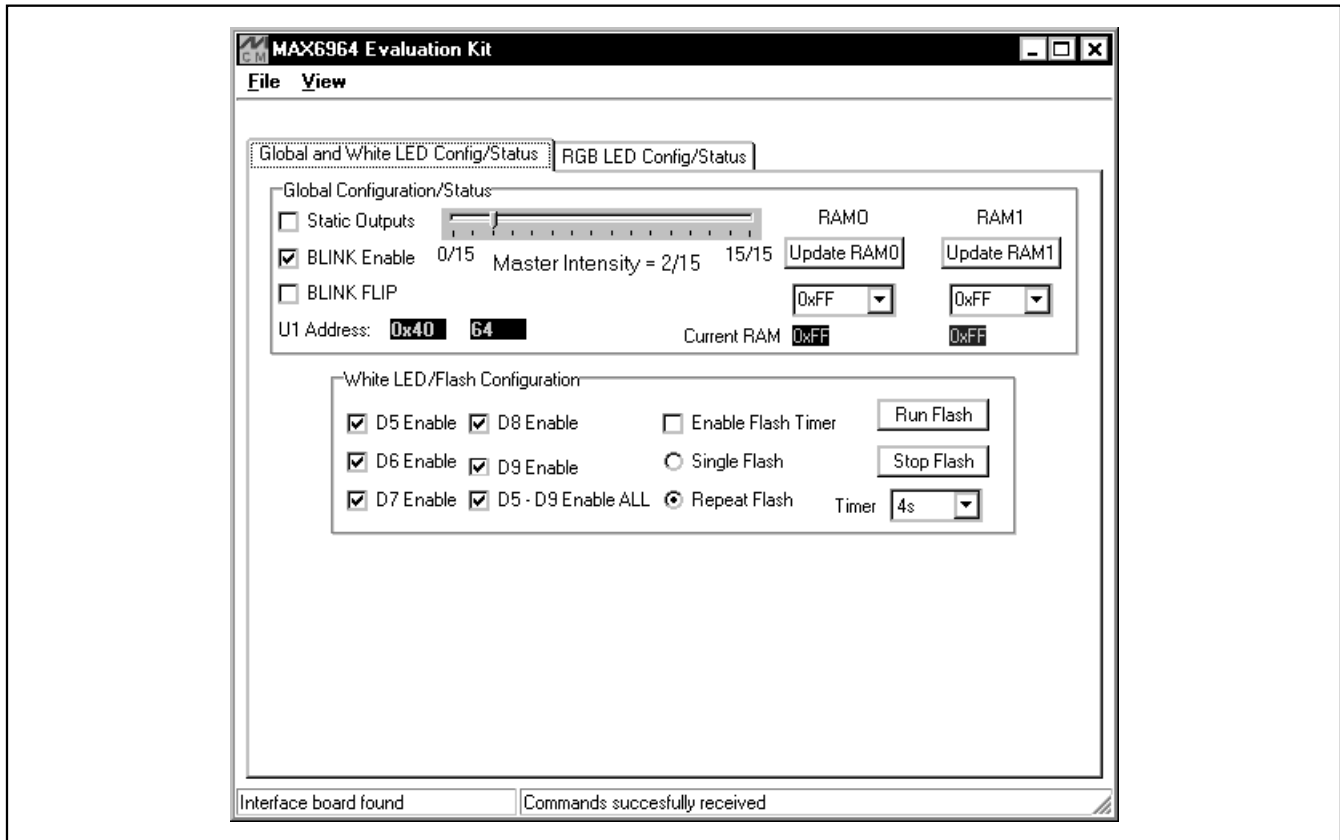 MAX6964 Evaluation Kit
File View
Global and White LED Config/Status RGB LED Config/Status
Global Configuration/Status
Static Outputs RAM0 RAM1
BLINK Enable 0/15 Master Intensity = 2/15 15/15 Update RAM0 Update RAM1
BLINK FLIP 0xFF 0xFF
U1 Address: 0x40 64 Current RAM 0xFF 0xFF
White LED/Flash Configuration
D5 Enable D8 Enable Enable Flash Timer Run Flash
D6 Enable D9 Enable Single Flash Stop Flash
D7 Enable D5 - D9 Enable ALL Repeat Flash Timer 4s
Interface board found Commands succesfully received